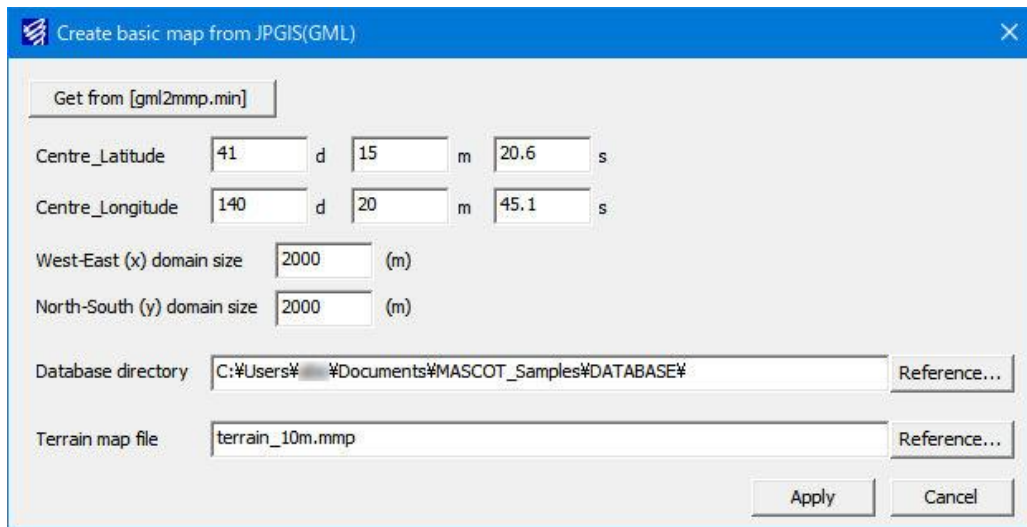 Create basic map from JPGIS(GML)
Get from [gml2mmp.min]
Centre_Latitude 41 d 15 m 20.6 s
Centre_Longitude 140 d 20 m 45.1 s
West-East (x) domain size 2000 (m)
North-South (y) domain size 2000 (m)
Database directory C:¥Users¥ ¥Documents¥MASCOT_Samples¥DATABASE¥ Reference...
Terrain map file terrain_10m.mmp Reference...
Apply Cancel